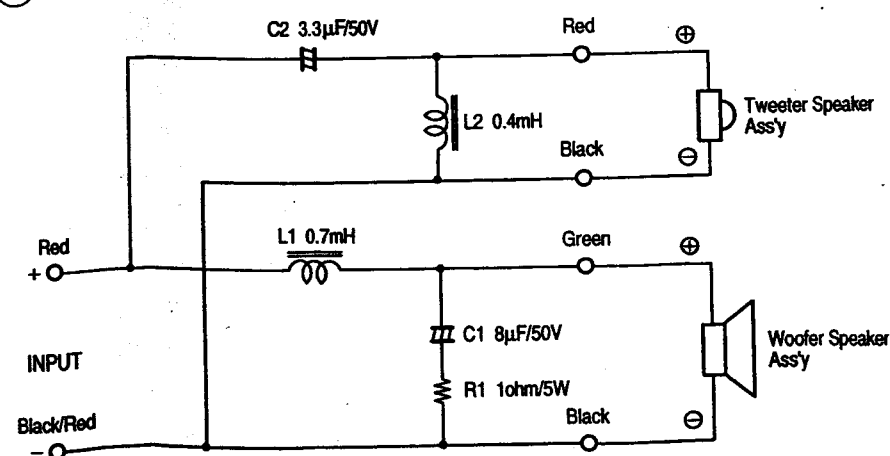 C2 3.3μF/50V
Red
⊕
L2 0.4mH
Tweeter Speaker
Ass'y
Black
⊖
Red
+
L1 0.7mH
Green
⊕
C1 8μF/50V
Woofer Speaker
Ass'y
INPUT
R1 1ohm/5W
Black/Red
−
Black
⊖